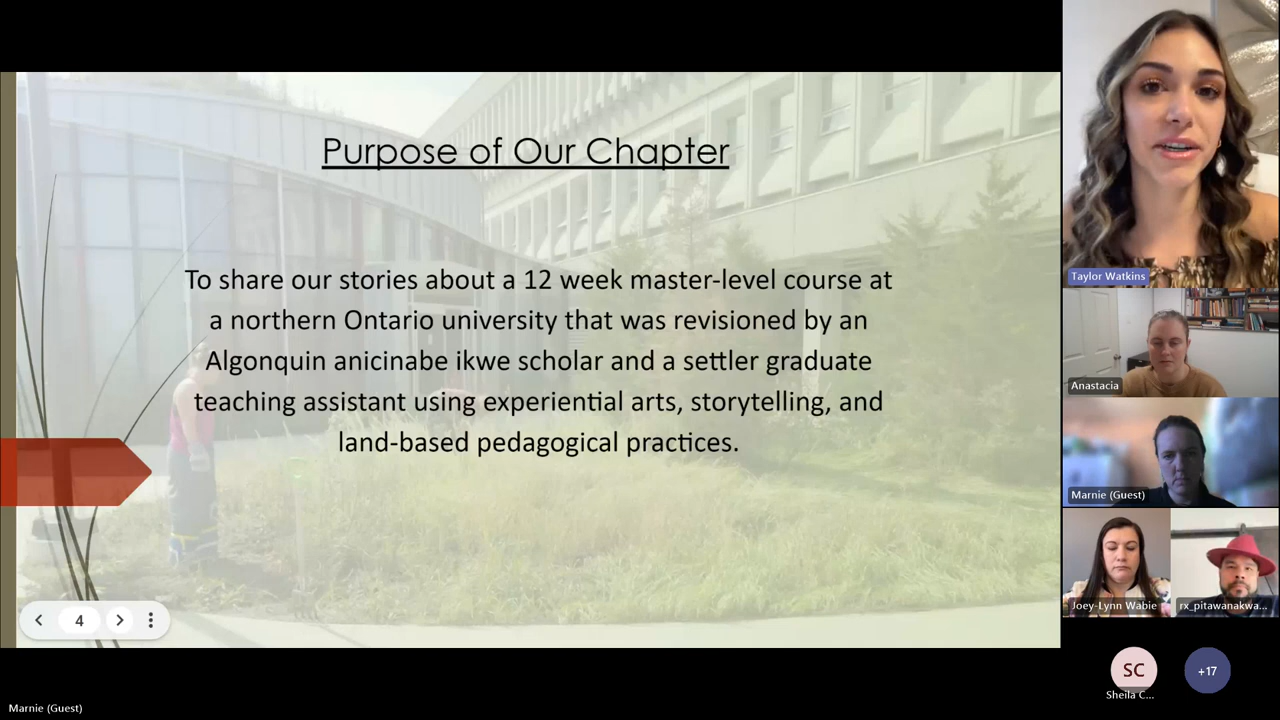 Purpose of Our Chapter
To share our stories about a 12 week master-level course at
a northern Ontario university that was revisioned by an
Algonquin anicinabe ikwe scholar and a settler graduate
teaching assistant using experiential arts, storytelling, and
land-based pedagogical practices.
4
Marnie (Guest)
Taylor Watkins
Anastacia
Marnie (Guest)
Joey-Lynn Wabie
rx_pitawanakwa...
SC
Sheila C...
+17